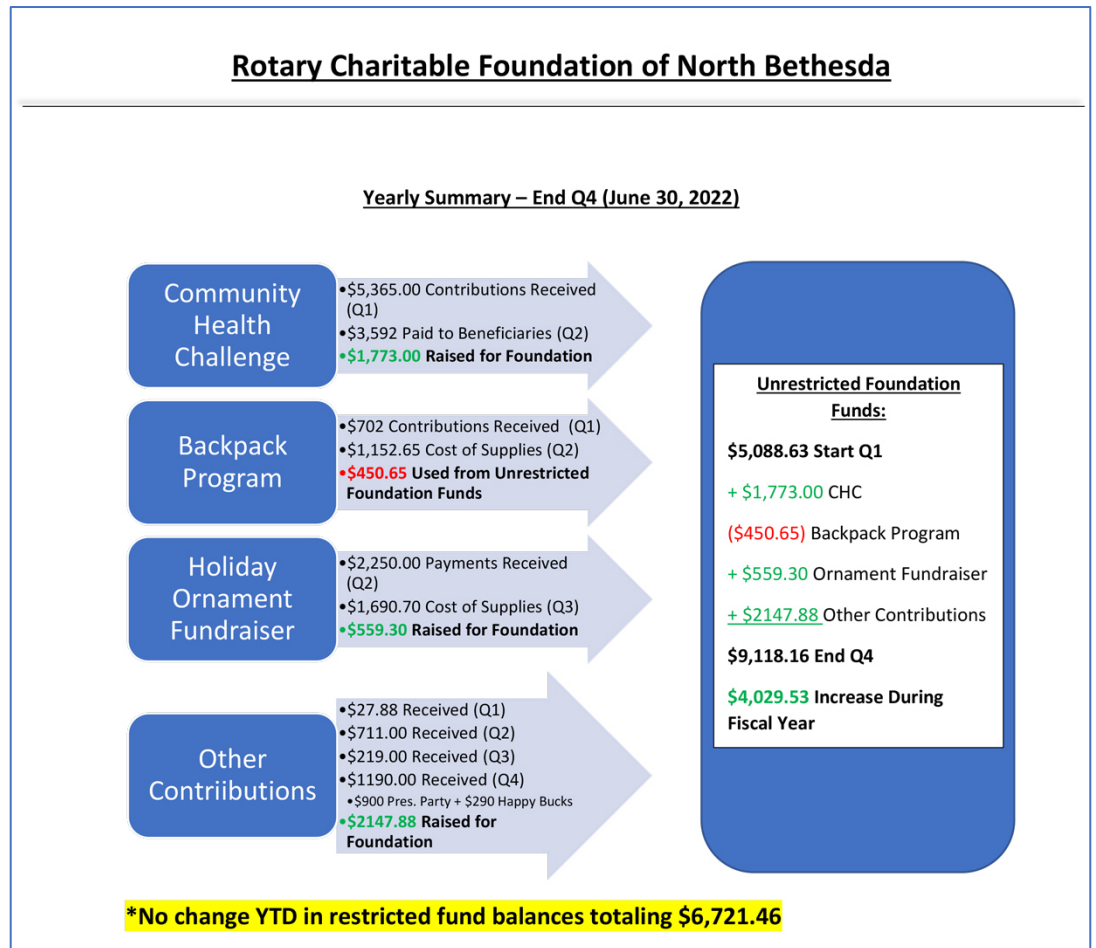 Rotary Charitable Foundation of North Bethesda
Yearly Summary – End Q4 (June 30, 2022)
Community
Health
Challenge
•$5,365.00 Contributions Received
(Q1)
•$3,592 Paid to Beneficiaries (Q2)
•$1,773.00 Raised for Foundation
Backpack
Program
•$702 Contributions Received (Q1)
•$1,152.65 Cost of Supplies (Q2)
•$450.65 Used from Unrestricted
Foundation Funds
Holiday
Ornament
Fundraiser
•$2,250.00 Payments Received
(Q2)
•$1,690.70 Cost of Supplies (Q3)
•$559.30 Raised for Foundation
Other
Contriibutions
•$27.88 Received (Q1)
•$711.00 Received (Q2)
•$219.00 Received (Q3)
•$1190.00 Received (Q4)
•$900 Pres. Party + $290 Happy Bucks
•$2147.88 Raised for
Foundation
Unrestricted Foundation
Funds:
$5,088.63 Start Q1
+ $1,773.00 CHC
($450.65) Backpack Program
+ $559.30 Ornament Fundraiser
+ $2147.88 Other Contributions
$9,118.16 End Q4
$4,029.53 Increase During
Fiscal Year
*No change YTD in restricted fund balances totaling $6,721.46